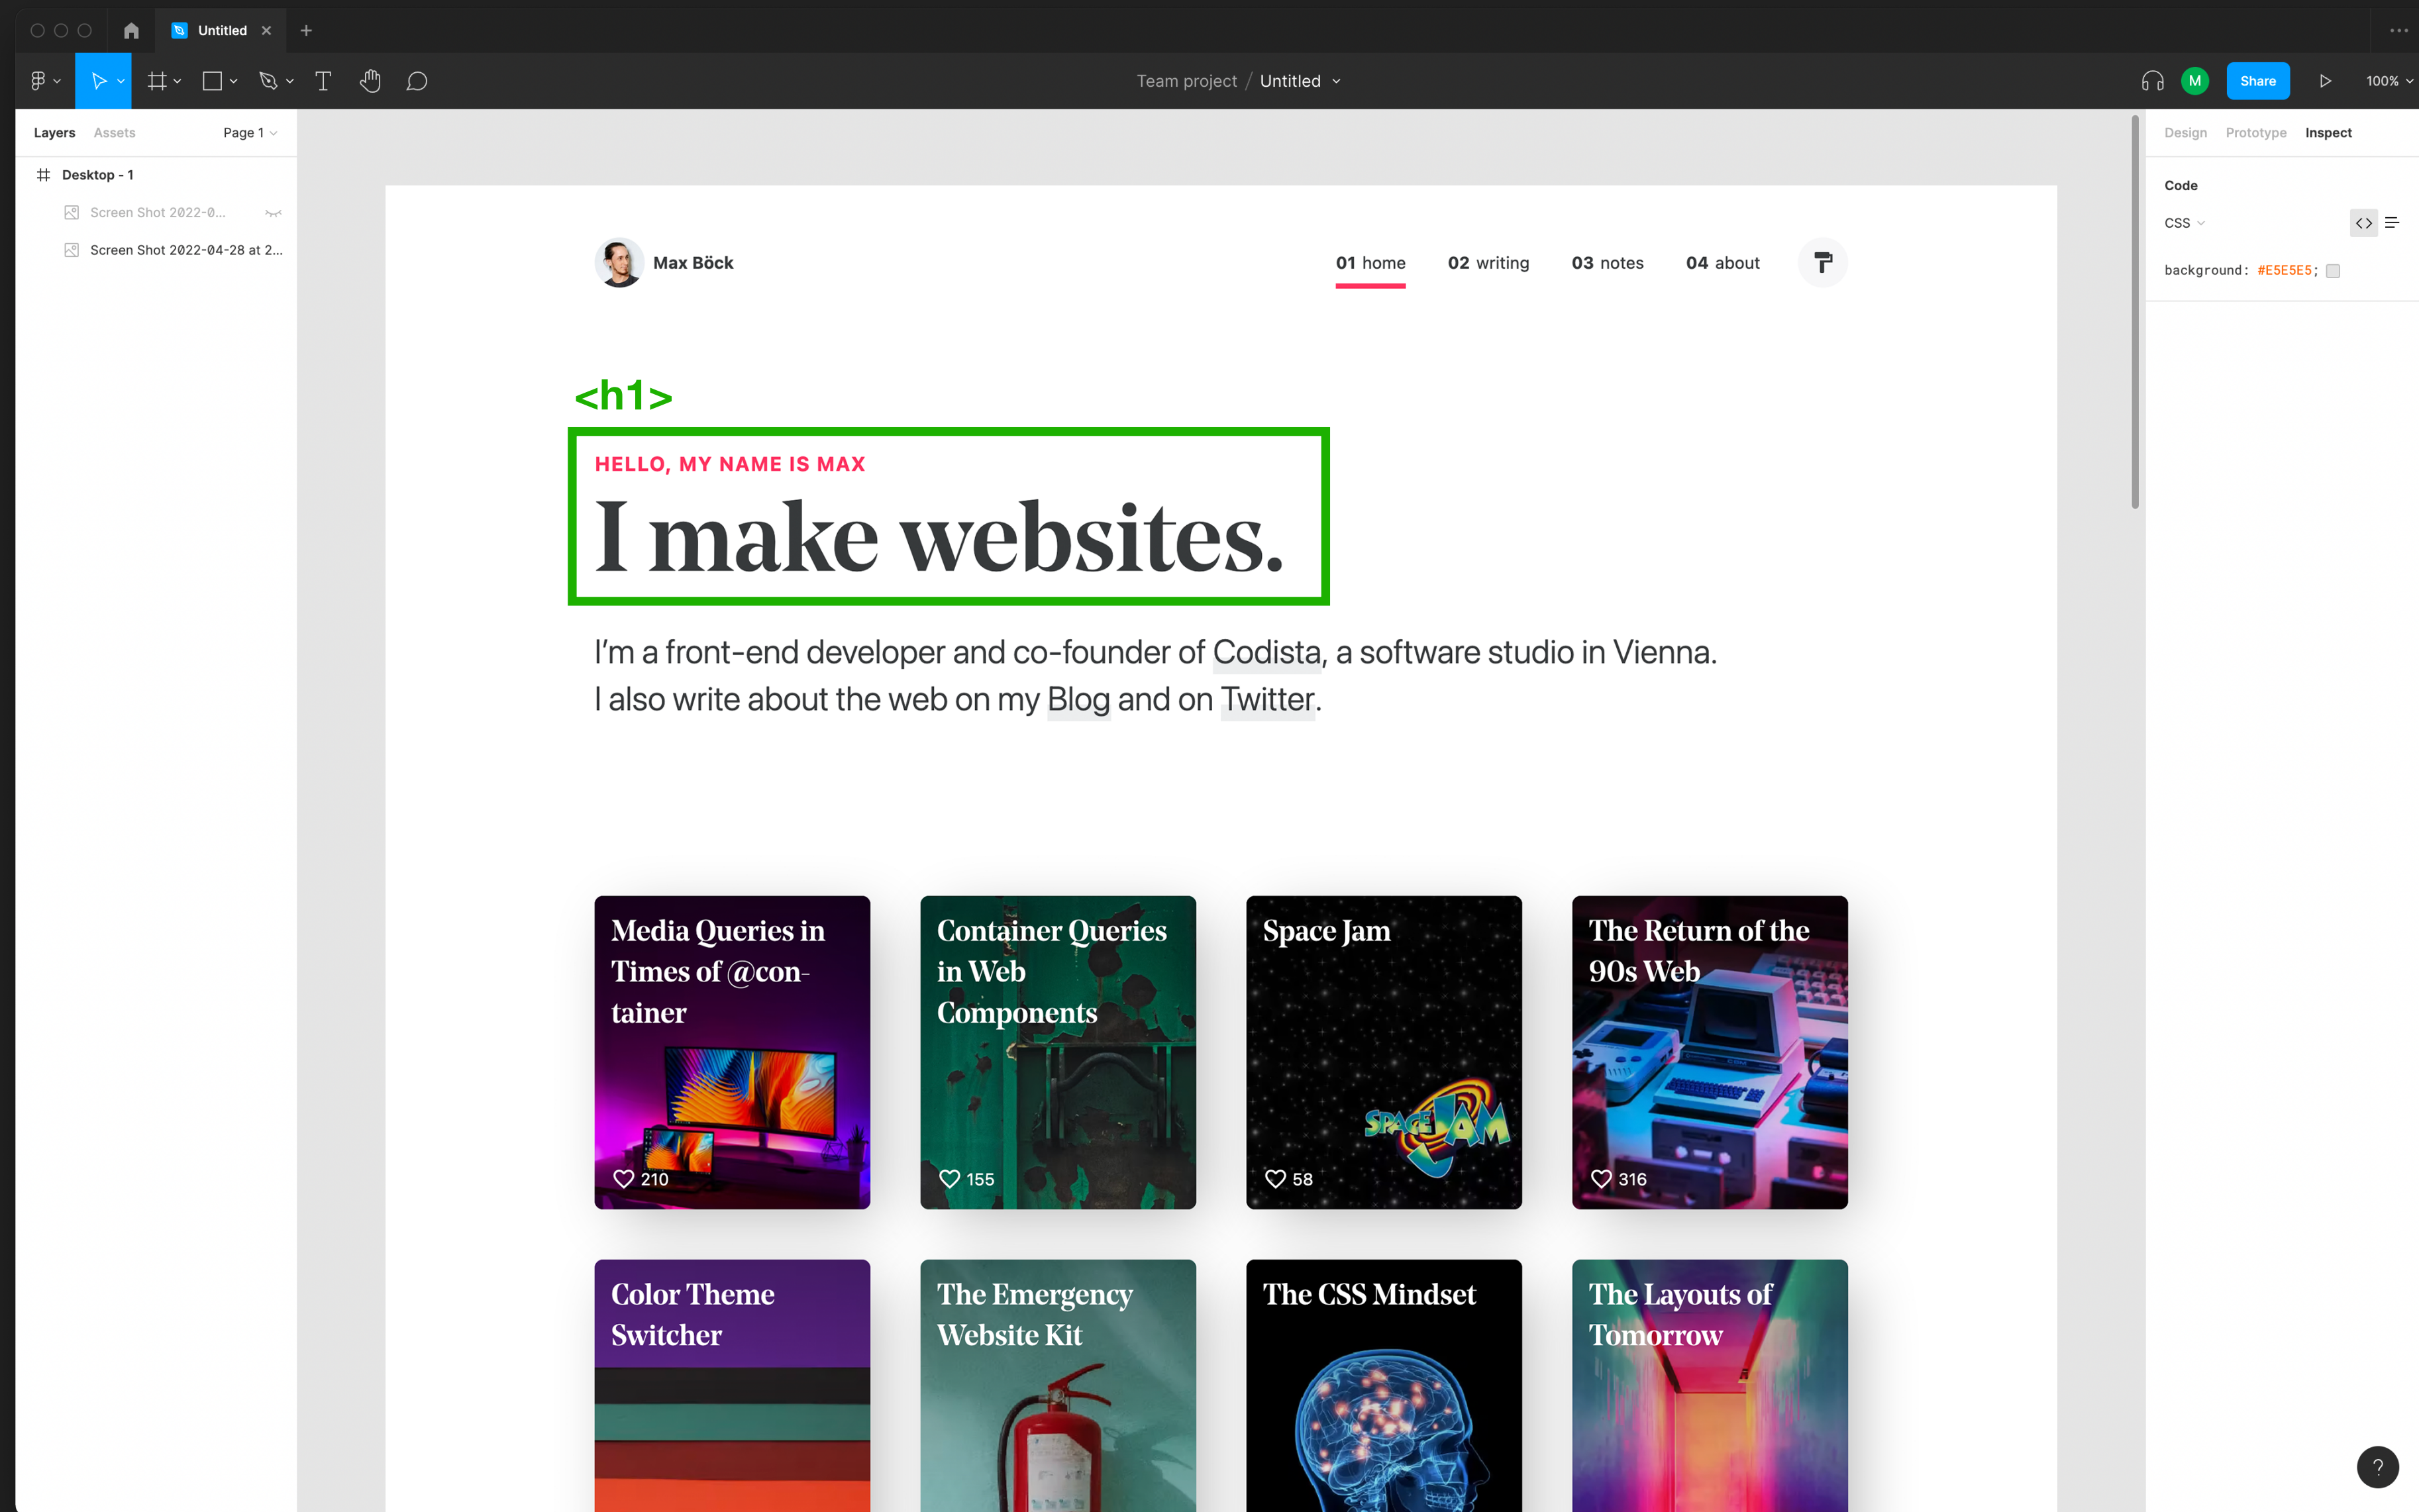 Untitled
Team project / Untitled
M
Share
100%
Layers
Assets
Page 1
Design
Prototype
Inspect
Desktop - 1
Screen Shot 2022-0...
Screen Shot 2022-04-28 at 2...
Code
CSS
background: #E5E5E5;
Max Böck
01 home
02 writing
03 notes
04 about
<h1>
HELLO, MY NAME IS MAX
I make websites.
I'm a front-end developer and co-founder of Codista, a software studio in Vienna.
I also write about the web on my Blog and on Twitter.
Media Queries in
Times of @con-
tainer
210
Container Queries
in Web
Components
155
Space Jam
SPACE JAM
58
The Return of the
90s Web
316
Color Theme
Switcher
The Emergency
Website Kit
The CSS Mindset
The Layouts of
Tomorrow
?